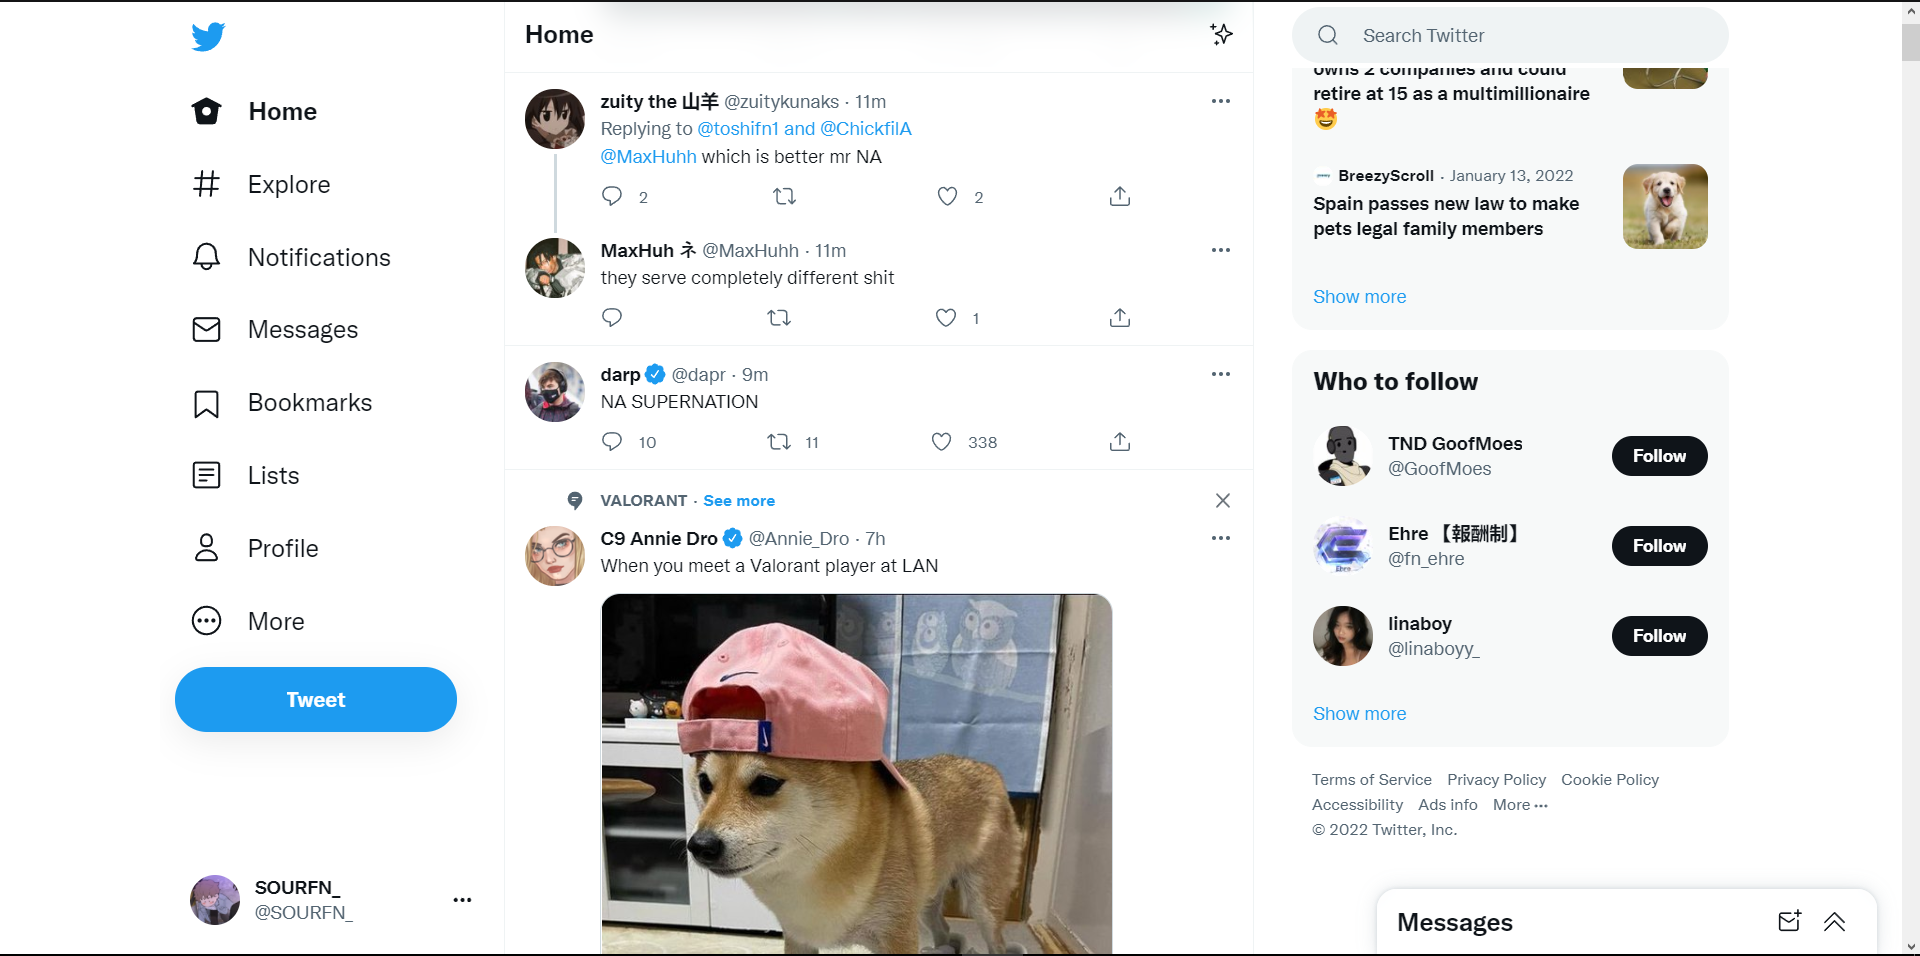 Home
Explore
Notifications
Messages
Bookmarks
Lists
Profile
More
Tweet
SOURFN_
@SOURFN_
Home
zuity the 山羊 @zuitykunaks · 11m
Replying to @toshifn1 and @ChickfilA
@MaxHuhh which is better mr NA
2
2
MaxHuh ネ @MaxHuhh · 11m
they serve completely different shit
1
darp @dapr · 9m
NA SUPERNATION
10 11 338
VALORANT · See more
C9 Annie Dro @Annie_Dro · 7h
When you meet a Valorant player at LAN
Search Twitter
owns 2 companies and could
retire at 15 as a multimillionaire
🤩
BreezyScroll · January 13, 2022
Spain passes new law to make
pets legal family members
Show more
Who to follow
TND GoofMoes
@GoofMoes
Follow
Ehre 【報酬制】
@fn_ehre
Follow
linaboy
@linaboyy_
Follow
Show more
Terms of Service Privacy Policy Cookie Policy
Accessibility Ads info More ···
© 2022 Twitter, Inc.
Messages